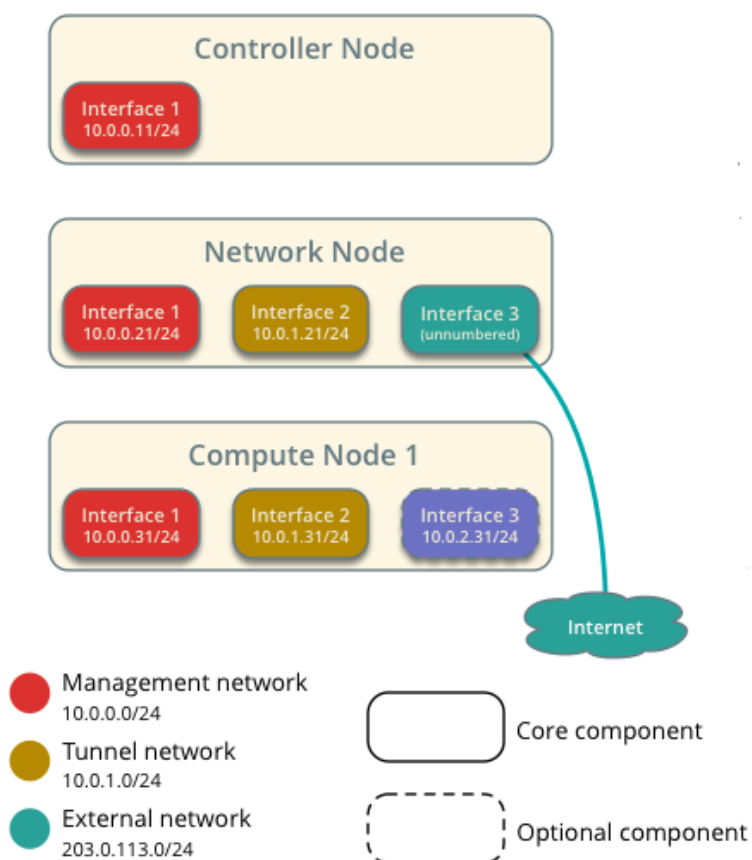 Controller Node
Interface 1
10.0.0.11/24
Network Node
Interface 1
10.0.0.21/24
Interface 2
10.0.1.21/24
Interface 3
(unnumbered)
Compute Node 1
Interface 1
10.0.0.31/24
Interface 2
10.0.1.31/24
Interface 3
10.0.2.31/24
Internet
Management network
10.0.0.0/24
Tunnel network
10.0.1.0/24
External network
203.0.113.0/24
Core component
Optional component